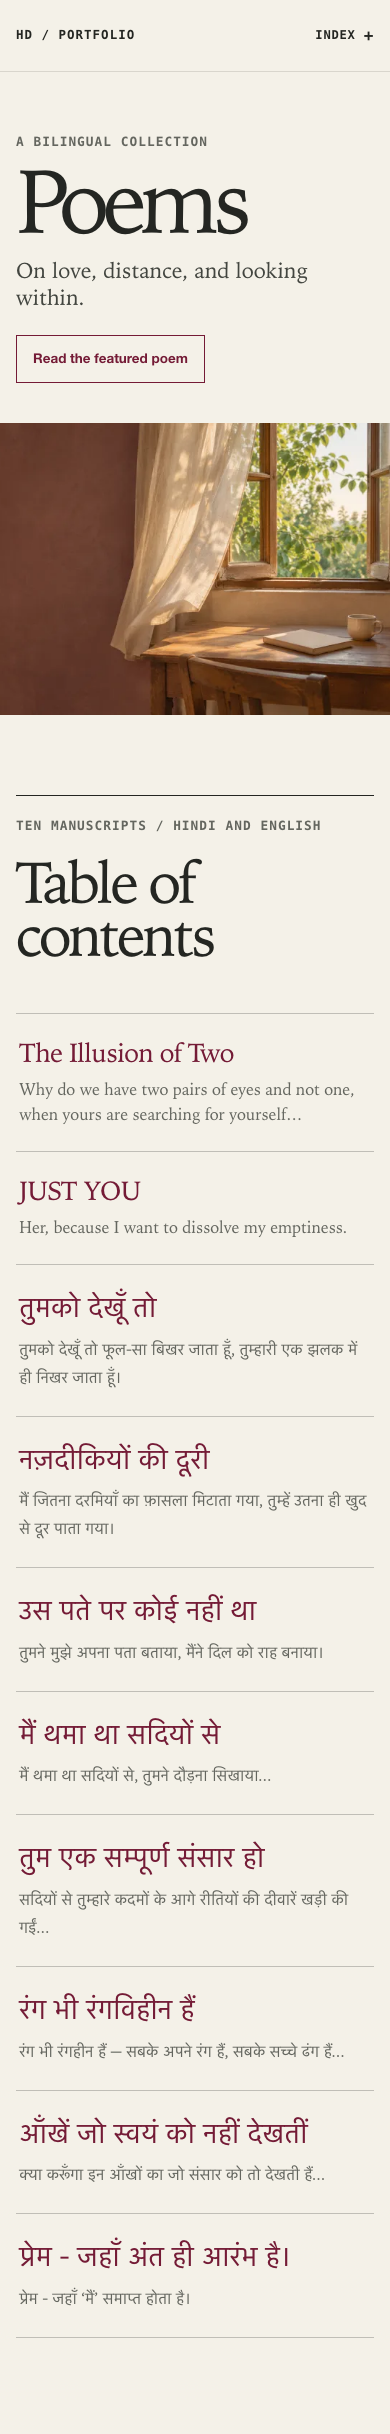 HD / PORTFOLIO
INDEX +
A BILINGUAL COLLECTION
Poems
On love, distance, and looking
within.
Read the featured poem
TEN MANUSCRIPTS / HINDI AND ENGLISH
Table of
contents
The Illusion of Two
Why do we have two pairs of eyes and not one,
when yours are searching for yourself…
JUST YOU
Her, because I want to dissolve my emptiness.
तुमको देखूँ तो
तुमको देखूँ तो फूल-सा बिखर जाता हूँ, तुम्हारी एक झलक में
ही निखर जाता हूँ।
नज़दीकियों की दूरी
मैं जितना दरमियाँ का फ़ासला मिटाता गया, तुम्हें उतना ही खुद
से दूर पाता गया।
उस पते पर कोई नहीं था
तुमने मुझे अपना पता बताया, मैंने दिल को राह बनाया।
मैं थमा था सदियों से
मैं थमा था सदियों से, तुमने दौड़ना सिखाया…
तुम एक सम्पूर्ण संसार हो
सदियों से तुम्हारे कदमों के आगे रीतियों की दीवारें खड़ी की
गईं…
रंग भी रंगविहीन हैं
रंग भी रंगहीन हैं — सबके अपने रंग हैं, सबके सच्चे ढंग हैं…
आँखें जो स्वयं को नहीं देखतीं
क्या करूँगा इन आँखों का जो संसार को तो देखती हैं…
प्रेम - जहाँ अंत ही आरंभ है।
प्रेम - जहाँ ‘मैं’ समाप्त होता है।